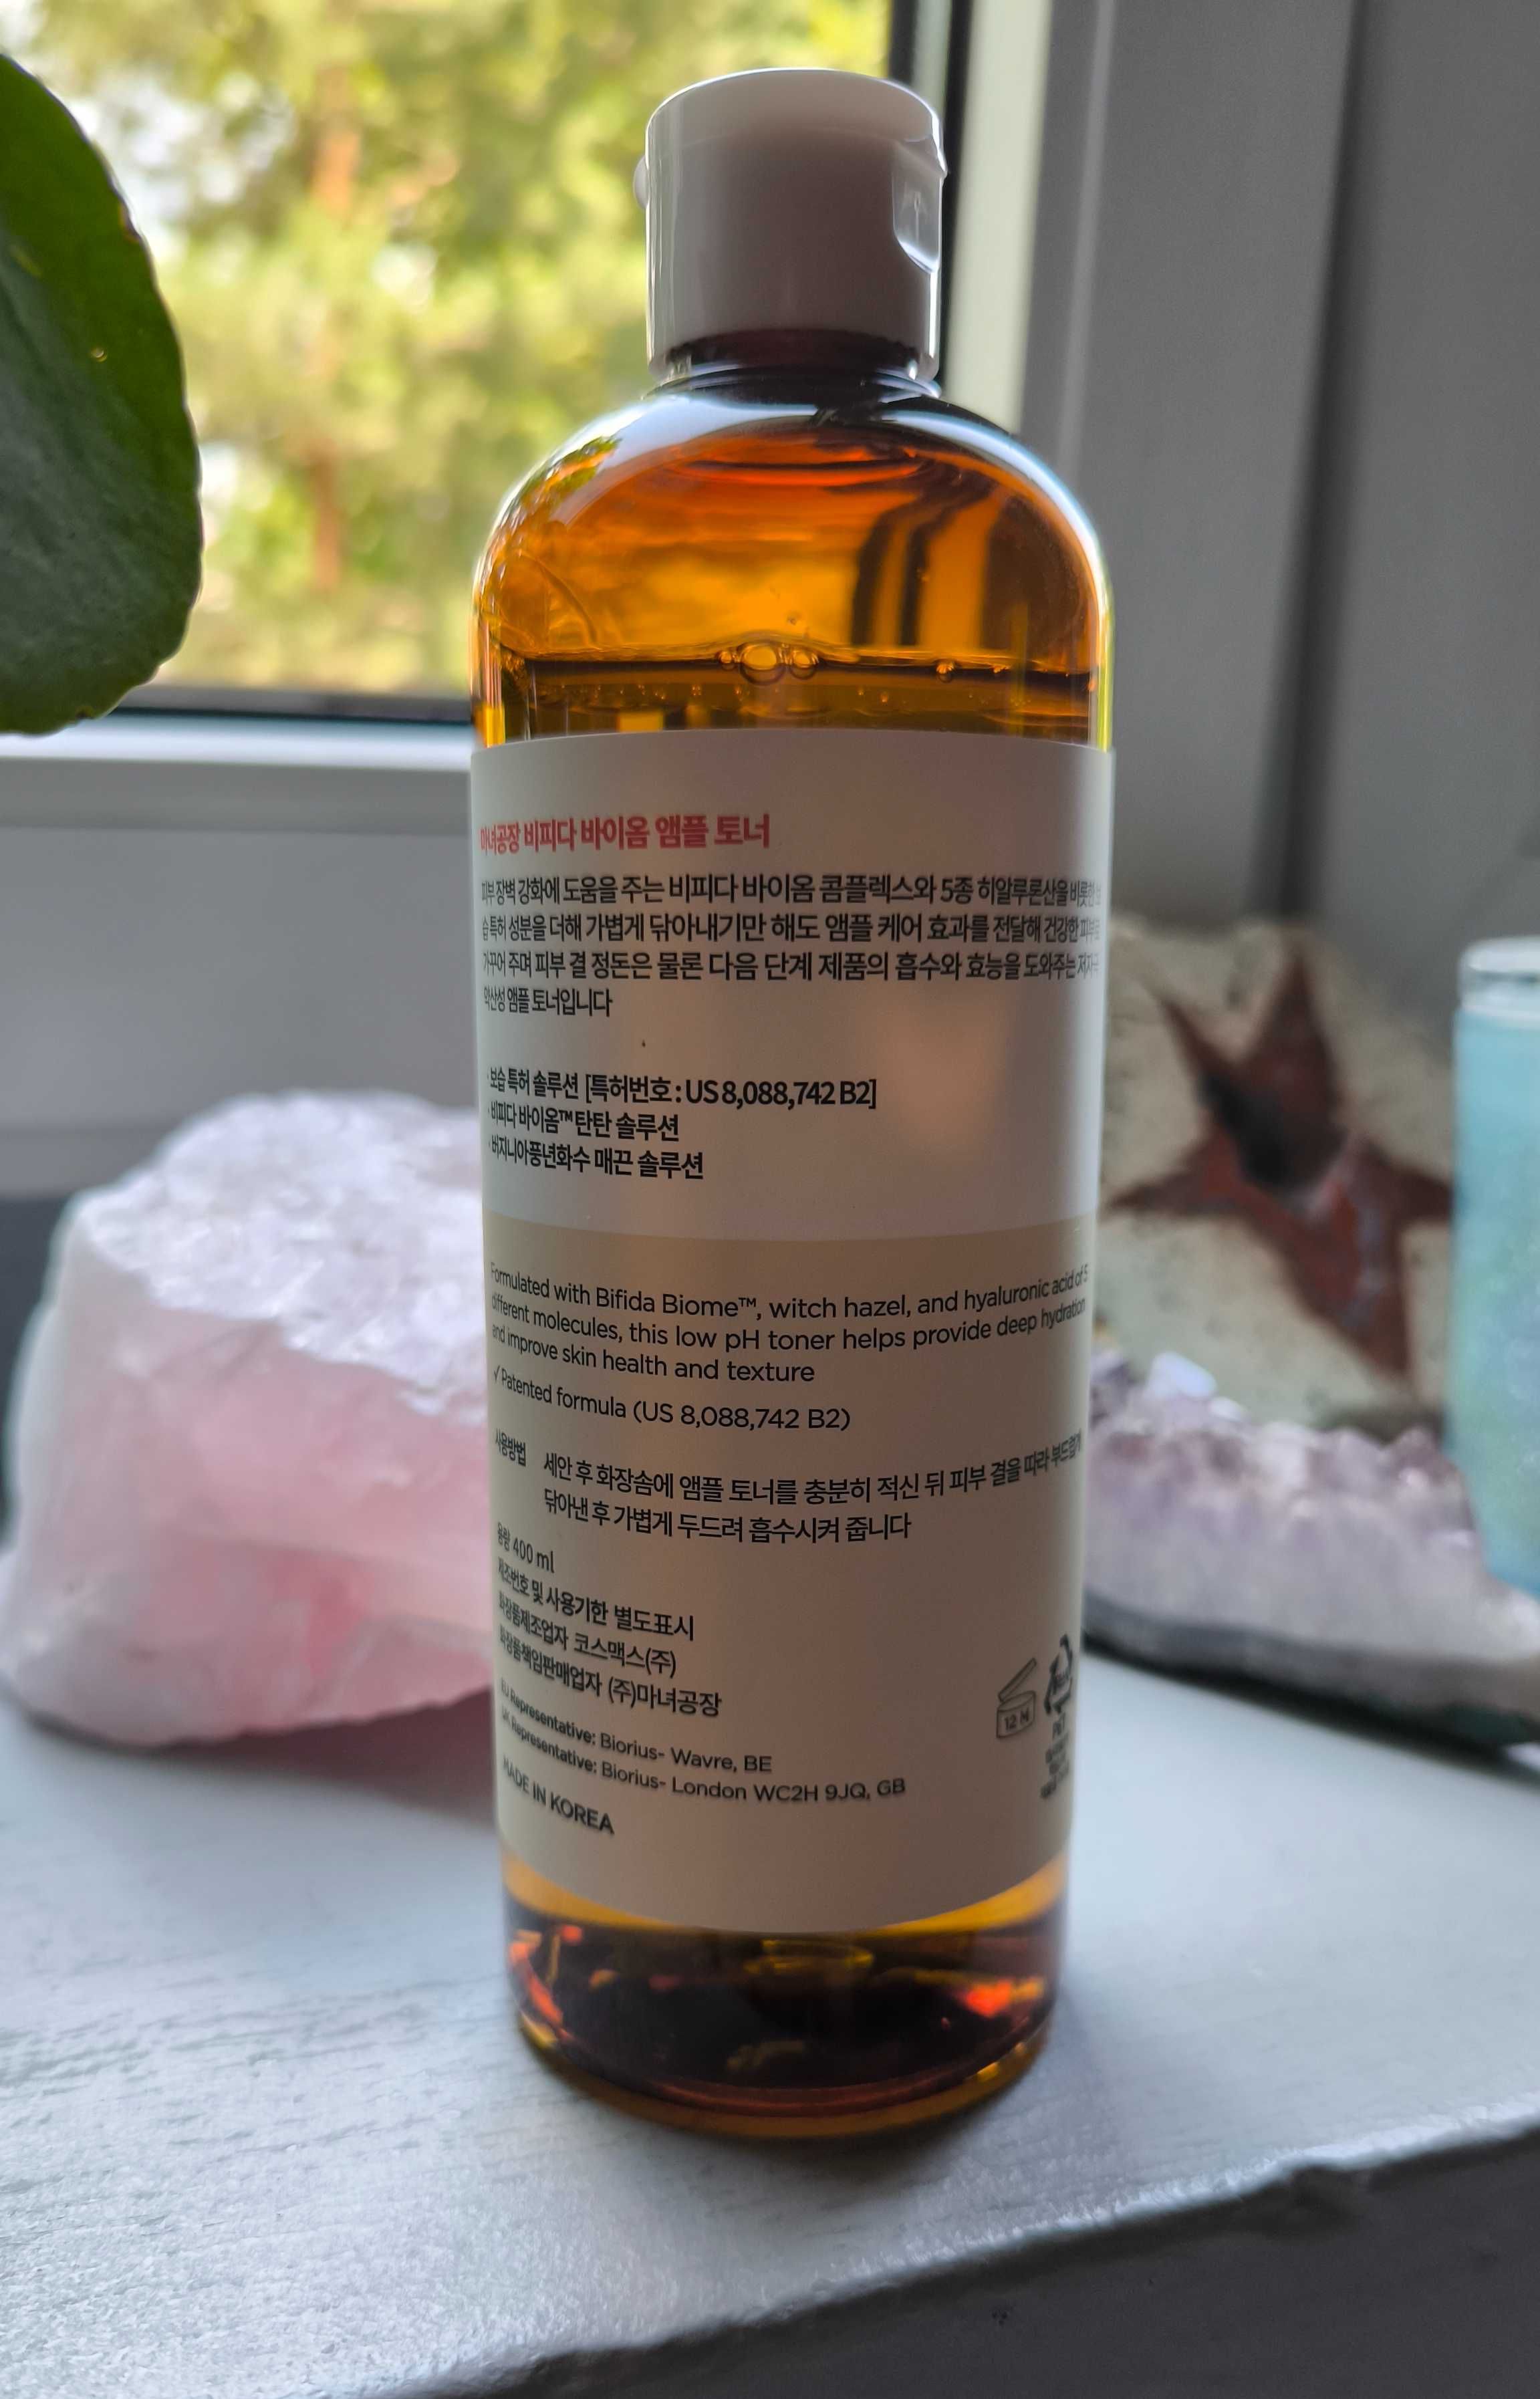 마녀공장 비피다 바이옴 앰플 토너
피부 장벽 강화에 도움을 주는 비피다 바이옴 콤플렉스와 5종 히알루론산을 비롯한 보
습 특허 성분을 더해 가볍게 닦아내기만 해도 앰플 케어 효과를 전달해 건강한 피부로
가꾸어 주며 피부 결 정돈은 물론 다음 단계 제품의 흡수와 효능을 도와주는 저자극
약산성 앰플 토너입니다
· 보습 특허 솔루션 [특허번호 : US 8,088,742 B2]
· 비피다 바이옴™ 탄탄 솔루션
· 버지니아풍년화수 매끈 솔루션
Formulated with Bifida Biome™, witch hazel, and hyaluronic acid of 5
different molecules, this low pH toner helps provide deep hydration
and improve skin health and texture
✓ Patented formula (US 8,088,742 B2)
사용방법 세안 후 화장솜에 앰플 토너를 충분히 적신 뒤 피부 결을 따라 부드럽게
닦아낸 후 가볍게 두드려 흡수시켜 줍니다
용량 400 ml
제조번호 및 사용기한 별도표시
화장품제조업자 코스맥스(주)
화장품책임판매업자 (주)마녀공장
EU Representative: Biorius- Wavre, BE
UK Representative: Biorius- London WC2H 9JQ, GB
MADE IN KOREA
12 M
PET